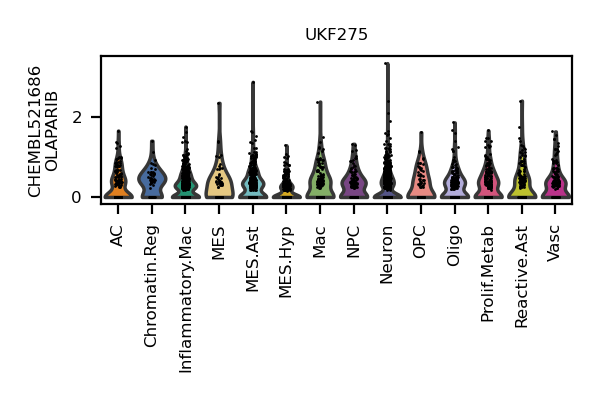 UKF275
CHEMBL521686
OLAPARIB
2
0
AC
Chromatin.Reg
Inflammatory.Mac
MES
MES.Ast
MES.Hyp
Mac
NPC
Neuron
OPC
Oligo
Prolif.Metab
Reactive.Ast
Vasc